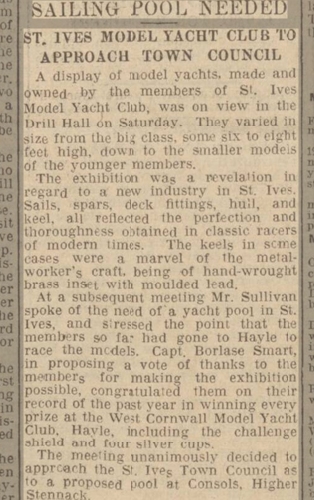 SAILING POOL NEEDED
ST. IVES MODEL YACHT CLUB TO
APPROACH TOWN COUNCIL
A display of model yachts, made and
owned by the members of St. Ives
Model Yacht Club, was on view in the
Drill Hall on Saturday. They varied in
size from the big class, some six to eight
feet high, down to the smaller models
of the younger members.
The exhibition was a revelation in
regard to a new industry in St. Ives.
Sails, spars, deck fittings, hull, and
keel, all reflected the perfection and
thoroughness obtained in classic racers
of modern times. The keels in some
cases were a marvel of the metal-
worker's craft, being of hand-wrought
brass inset with moulded lead.
At a subsequent meeting Mr. Sullivan
spoke of the need of a yacht pool in St.
Ives, and stressed the point that the
members so far had gone to Hayle to
race the models. Capt. Borlase Smart,
in proposing a vote of thanks to the
members for making the exhibition
possible, congratulated them on their
record of the past year in winning every
prize at the West Cornwall Model Yacht
Club, Hayle, including the challenge
shield and four silver cups.
The meeting unanimously decided to
approach the St. Ives Town Council as
to a proposed pool at Consols, Higher
Stennack.